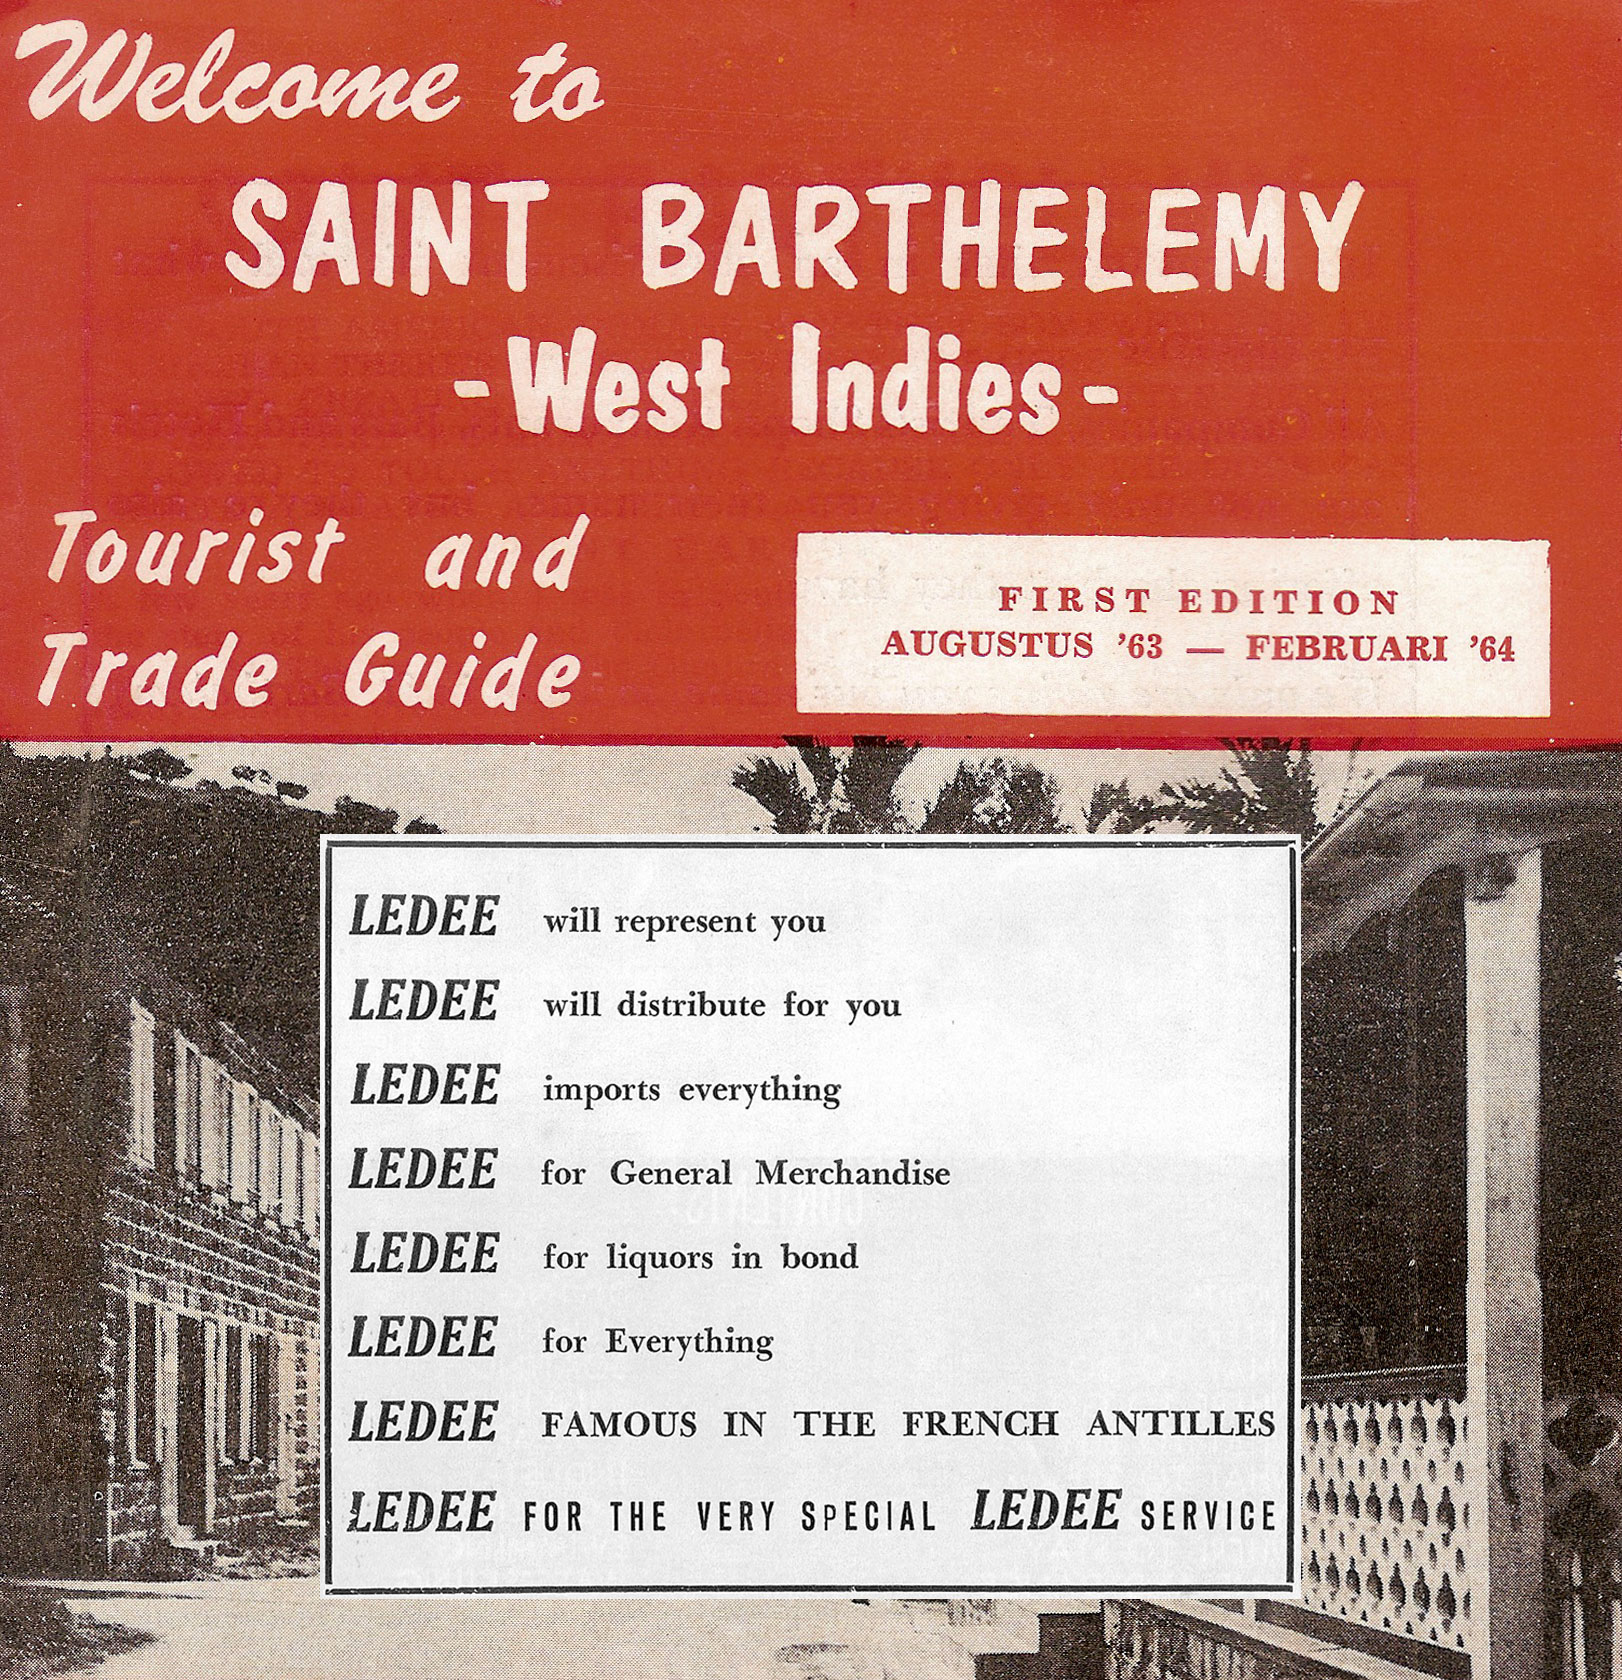 Welcome to
SAINT BARTHELEMY
-West Indies-
Tourist and
Trade Guide
FIRST EDITION
AUGUSTUS '63 — FEBRUARI '64
LEDEE will represent you
LEDEE will distribute for you
LEDEE imports everything
LEDEE for General Merchandise
LEDEE for liquors in bond
LEDEE for Everything
LEDEE FAMOUS IN THE FRENCH ANTILLES
LEDEE FOR THE VERY SPECIAL LEDEE SERVICE